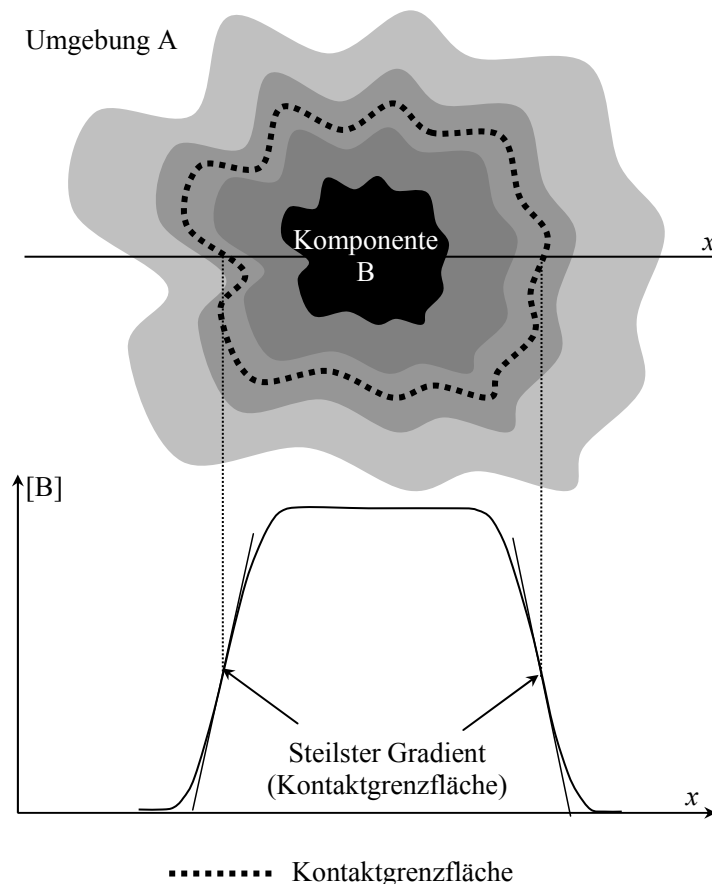 Umgebung A
x
Komponente
B
[B]
Steilster Gradient
(Kontaktgrenzfläche)
x
Kontaktgrenzfläche